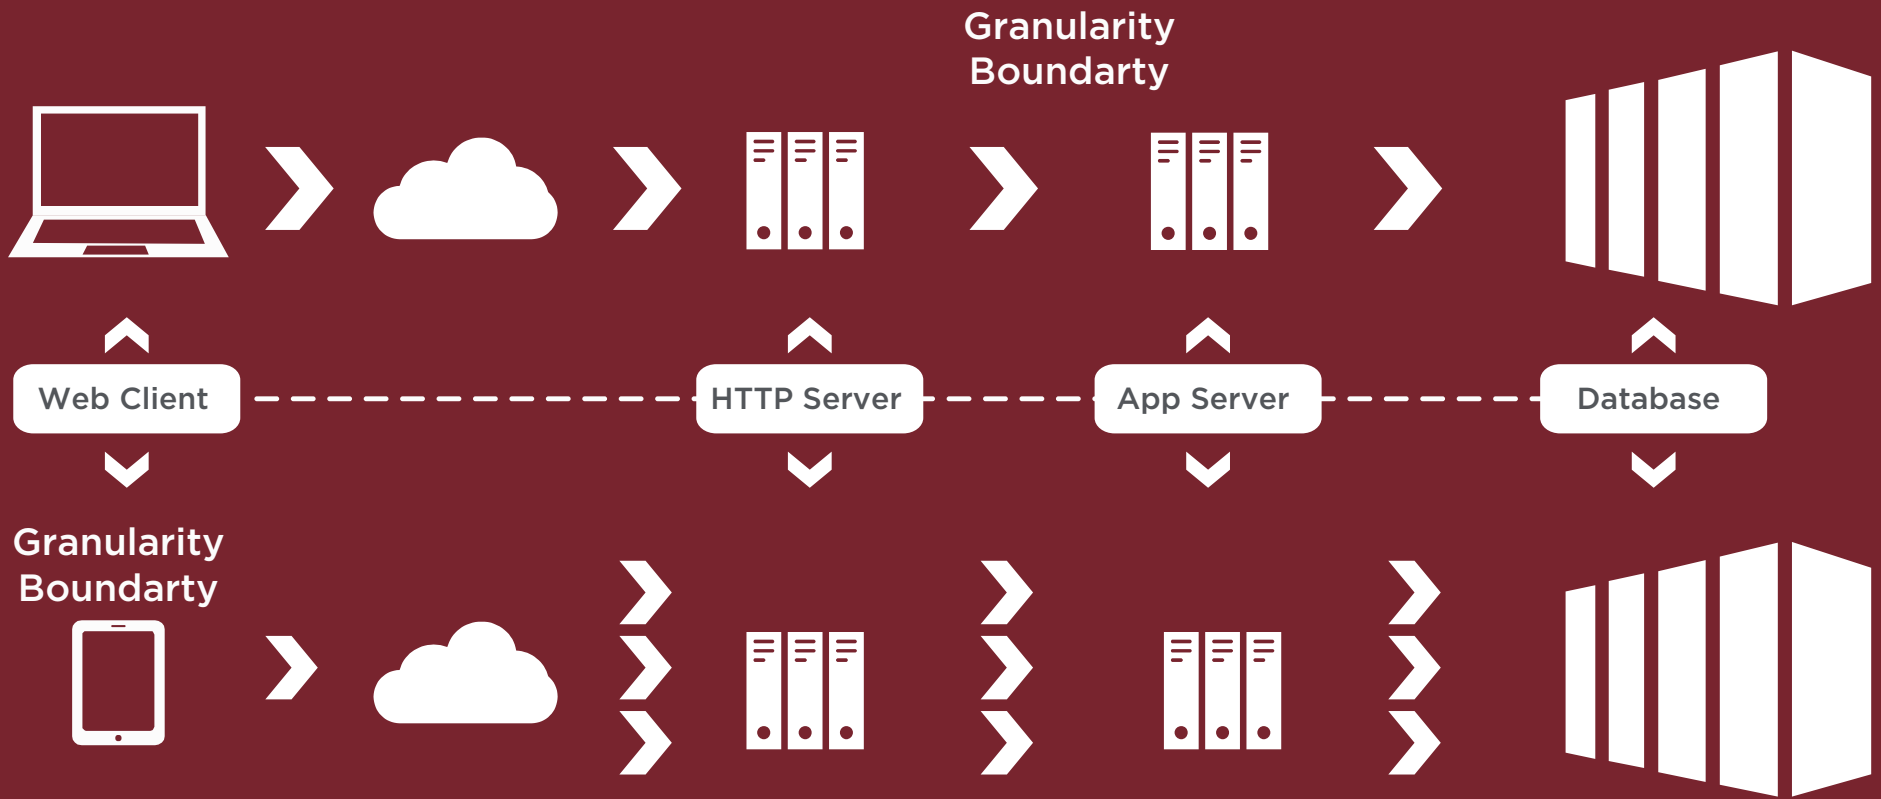 Granularity
Boundarty
Web Client
HTTP Server
App Server
Database
Granularity
Boundarty